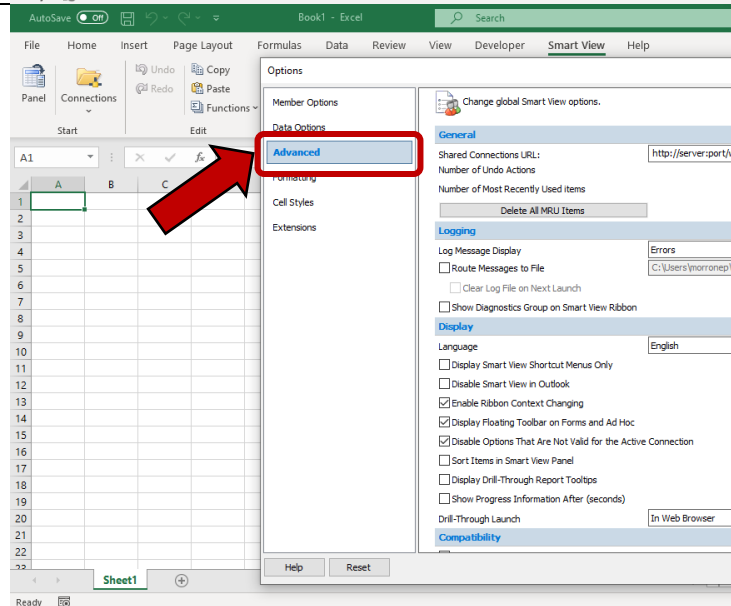 AutoSave Off Book1 - Excel Search
File Home Insert Page Layout Formulas Data Review View Developer Smart View Help
Panel
Connections
Undo
Redo
Copy
Paste
Functions
Start Edit
A1 fx
A B C
1
2
3
4
5
6
7
8
9
10
11
12
13
14
15
16
17
18
19
20
21
22
23
Sheet1
Ready
Options
Member Options
Data Options
Advanced
Formatting
Cell Styles
Extensions
Help Reset
Change global Smart View options.
General
Shared Connections URL: http://server:port/
Number of Undo Actions
Number of Most Recently Used items
Delete All MRU Items
Logging
Log Message Display Errors
Route Messages to File C:\Users\morronep\
Clear Log File on Next Launch
Show Diagnostics Group on Smart View Ribbon
Display
Language English
Display Smart View Shortcut Menus Only
Disable Smart View in Outlook
Enable Ribbon Context Changing
Display Floating Toolbar on Forms and Ad Hoc
Disable Options That Are Not Valid for the Active Connection
Sort Items in Smart View Panel
Display Drill-Through Report Tooltips
Show Progress Information After (seconds)
Drill-Through Launch In Web Browser
Compatibility